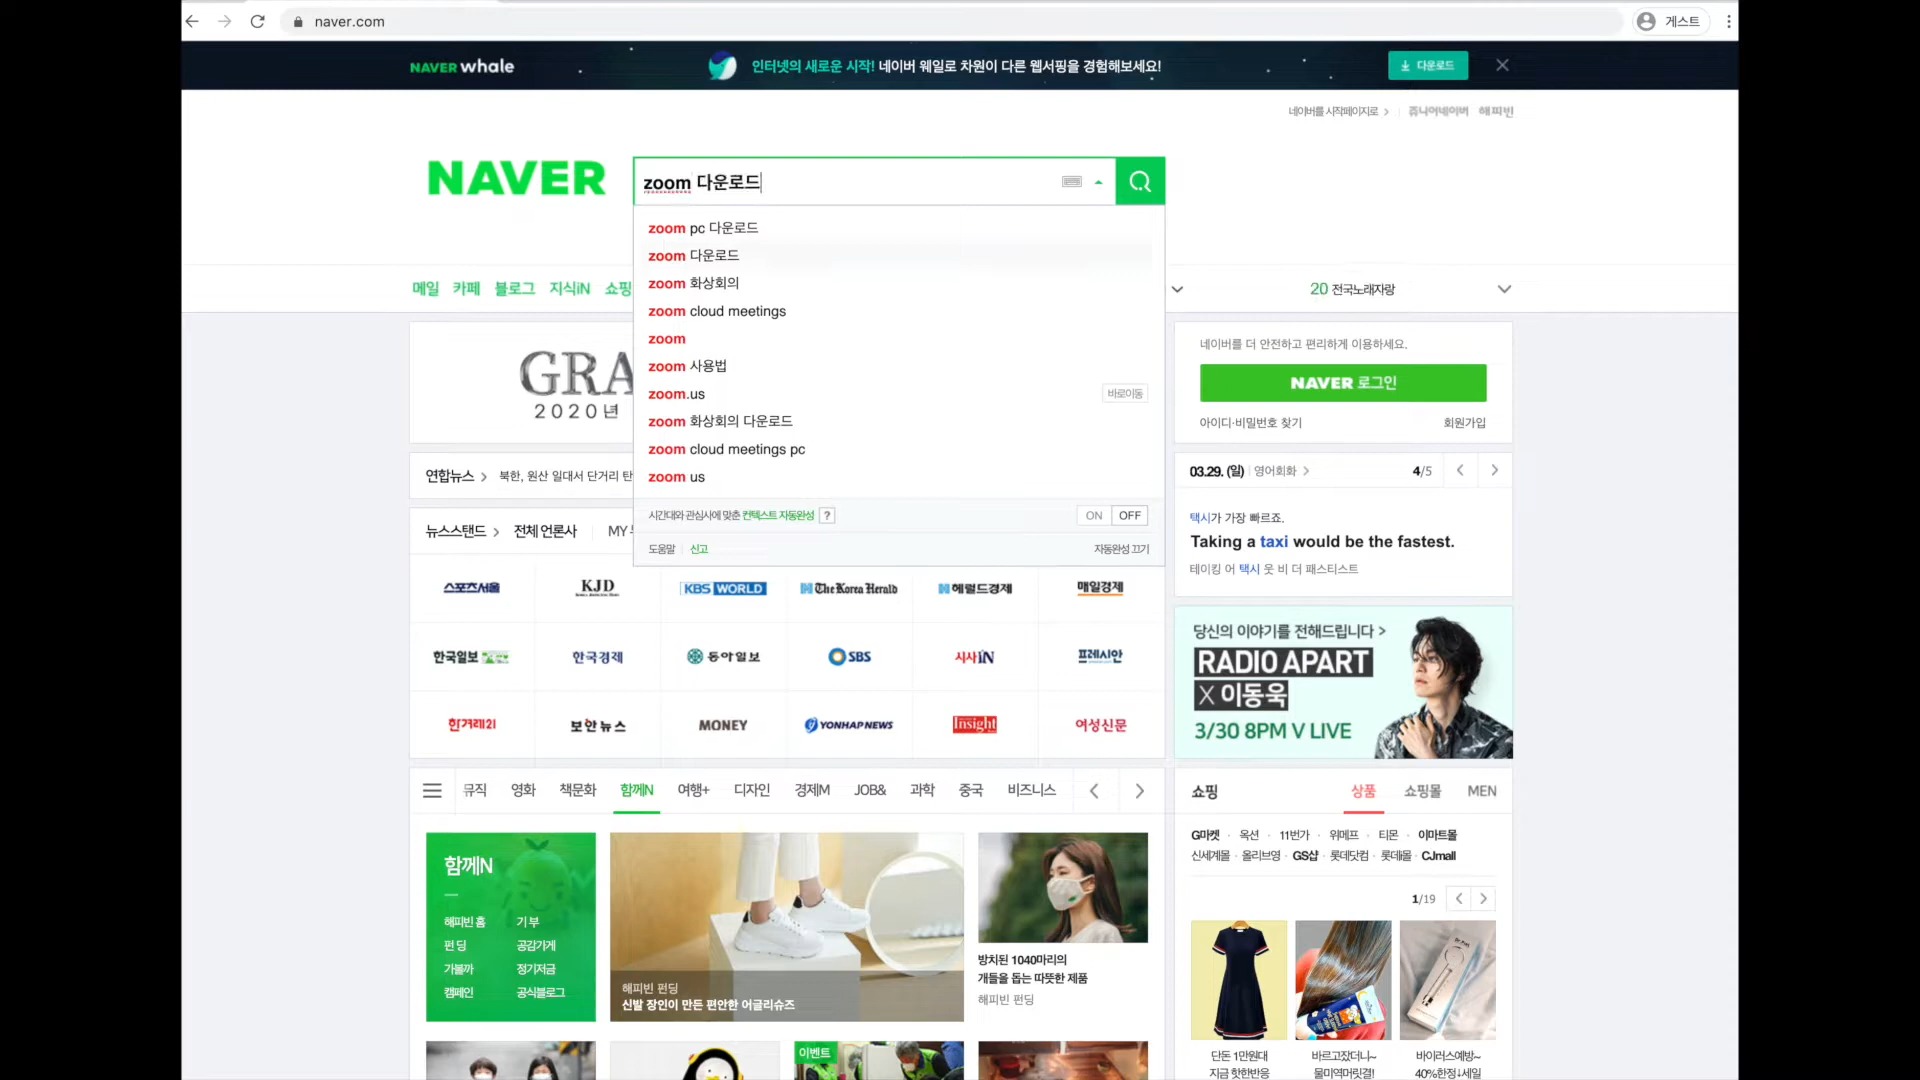 naver.com
게스트
NAVER whale
인터넷의 새로운 시작! 네이버 웨일로 차원이 다른 웹서핑을 경험해보세요!
다운로드
네이버를 시작페이지로
쥬니어네이버 해피빈
NAVER
zoom 다운로드
zoom pc 다운로드
zoom 다운로드
zoom 화상회의
zoom cloud meetings
zoom
zoom 사용법
zoom.us
바로이동
zoom 화상회의 다운로드
zoom cloud meetings pc
zoom us
시간대와 관심사에 맞춘 컨텍스트 자동완성 ?
ON OFF
도움말 신고
자동완성 끄기
메일 카페 블로그 지식iN 쇼핑
20 전국노래자랑
GRA
2020년
네이버를 더 안전하고 편리하게 이용하세요.
NAVER 로그인
아이디·비밀번호 찾기
회원가입
연합뉴스 북한, 원산 일대서 단거리 탄
03.29. (일) 영어회화
4/5
뉴스스탠드 전체 언론사 MY
택시가 가장 빠르죠.
Taking a taxi would be the fastest.
테이킹 어 택시 웃 비 더 패스티스트
스포츠서울 KJD KBS WORLD The Korea Herald 헤럴드경제 매일경제
한국일보 한국경제 동아일보 SBS 시사IN 프레시안
한겨레21 보안뉴스 MONEY YONHAP NEWS Insight 여성신문
당신의 이야기를 전해드립니다 >
RADIO APART
X 이동욱
3/30 8PM V LIVE
뮤직 영화 책문화 함께N 여행+ 디자인 경제M JOB& 과학 중국 비즈니스
쇼핑 상품 쇼핑몰 MEN
G마켓 · 옥션 · 11번가 · 위메프 · 티몬 · 이마트몰
신세계몰 · 올리브영 · GS샵 · 롯데닷컴 · 롯데몰 · CJmall
1/19
함께N
해피빈 홈 기부
펀딩 공감가게
가볼까 정기저금
캠페인 공식블로그
해피빈 펀딩
신발 장인이 만든 편안한 어글리슈즈
방치된 1040마리의
개들을 돕는 따뜻한 제품
해피빈 펀딩
이벤트
단돈 1만원대
지금 핫한반응
바르고잤더니~
물미역머릿결!
바이러스예방~
40%한정↓세일